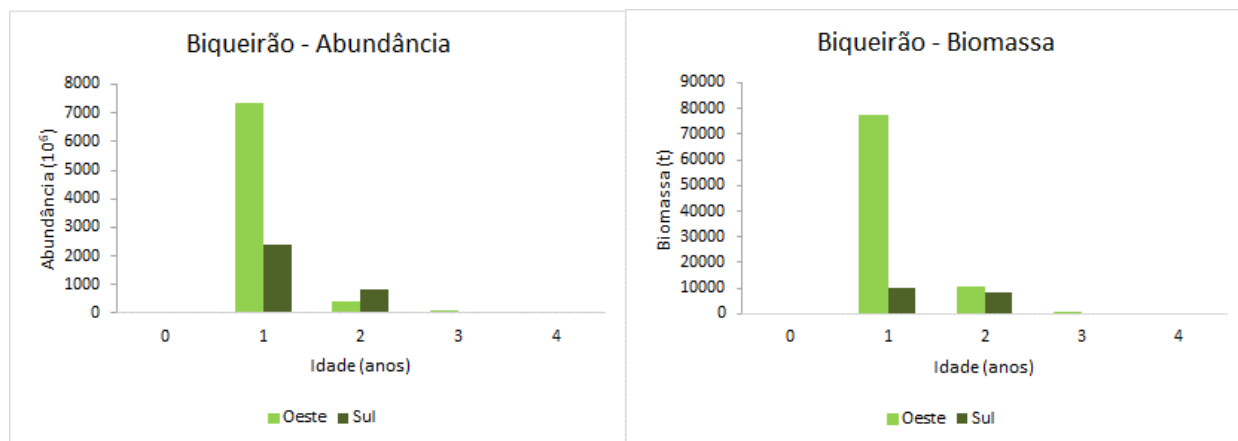 Biqueirão - Abundância
8000
7000
6000
5000
4000
3000
2000
1000
0
Abundância (10⁶)
0 1 2 3 4
Idade (anos)
Oeste Sul
Biqueirão - Biomassa
90000
80000
70000
60000
50000
40000
30000
20000
10000
0
Biomassa (t)
0 1 2 3 4
Idade (anos)
Oeste Sul